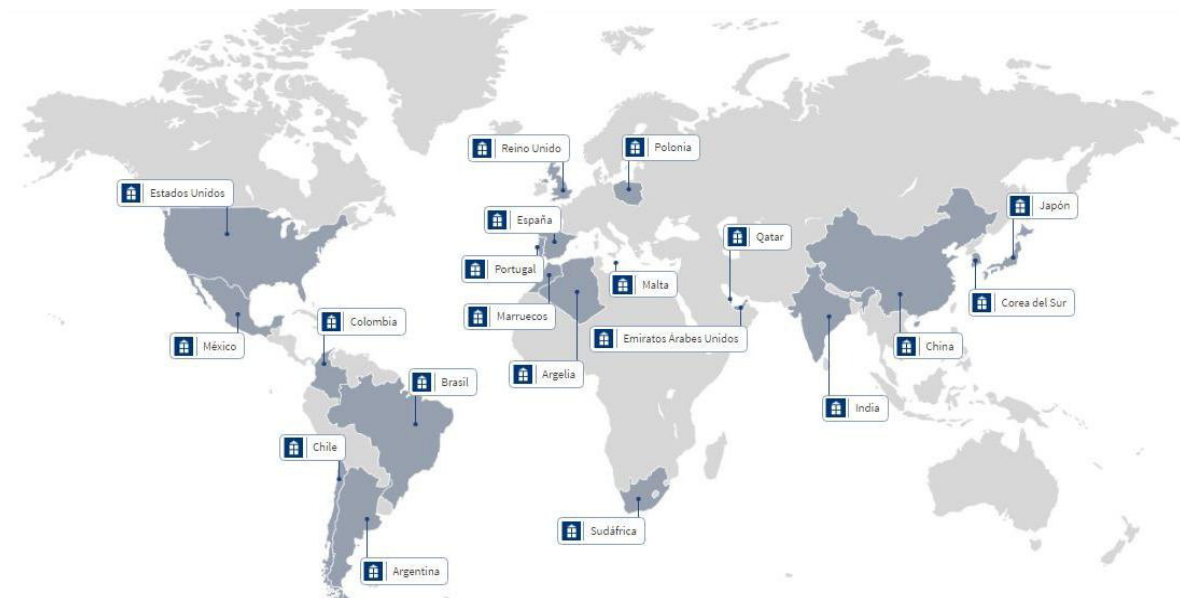 Reino Unido
Polonia
Estados Unidos
Japón
España
Qatar
Portugal
Malta
Corea del Sur
Marruecos
Colombia
Emiratos Árabes Unidos
México
China
Argelia
Brasil
India
Chile
Sudáfrica
Argentina